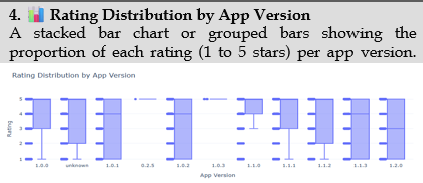 4. 📊 Rating Distribution by App Version
A stacked bar chart or grouped bars showing the
proportion of each rating (1 to 5 stars) per app version.
Rating Distribution by App Version
Rating
5
4
3
2
1
1.0.0 unknown 1.0.1 0.2.5 1.0.2 1.0.3 1.1.0 1.1.1 1.1.2 1.1.3 1.2.0
App Version